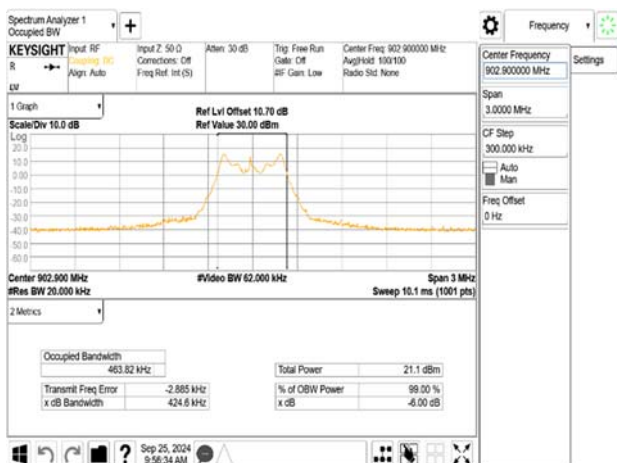 Spectrum Analyzer 1
Occupied BW
Frequency
KEYSIGHT
R
Input: RF
Coupling: DC
Align: Auto
Input Z: 50 Ω
Corrections: Off
Freq Ref: Int (S)
Atten: 30 dB
Trig: Free Run
Gate: Off
#IF Gain: Low
Center Freq: 902.900000 MHz
Avg|Hold: 100/100
Radio Std: None
Center Frequency
902.900000 MHz
Settings
Span
3.0000 MHz
CF Step
300.000 kHz
Auto
Man
Freq Offset
0 Hz
1 Graph
Scale/Div 10.0 dB
Ref Lvl Offset 10.70 dB
Ref Value 30.00 dBm
Log
20.0
10.0
0.00
-10.0
-20.0
-30.0
-40.0
-50.0
-60.0
Center 902.900 MHz
#Res BW 20.000 kHz
#Video BW 62.000 kHz
Span 3 MHz
Sweep 10.1 ms (1001 pts)
2 Metrics
Occupied Bandwidth
463.82 kHz
Total Power
21.1 dBm
Transmit Freq Error
-2.885 kHz
% of OBW Power
99.00 %
x dB Bandwidth
424.6 kHz
x dB
-6.00 dB
?
Sep 25, 2024
9:56:34 AM